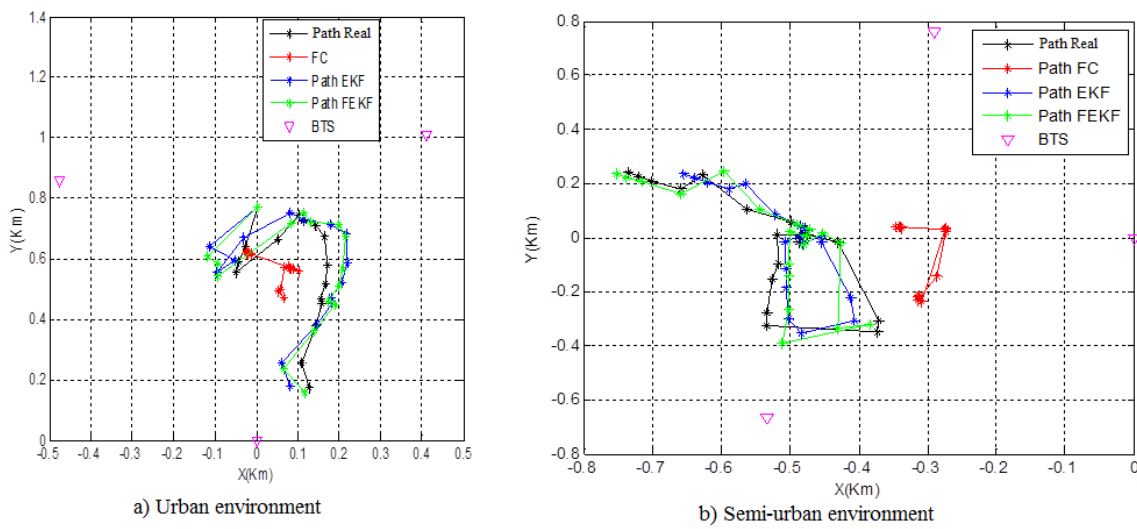 1.4
1.2
1
0.8
0.6
0.4
0.2
0
Y(Km)
-0.5 -0.4 -0.3 -0.2 -0.1 0 0.1 0.2 0.3 0.4 0.5
X(Km)
Path Real
FC
Path EKF
Path FEKF
BTS
a) Urban environment
0.8
0.6
0.4
0.2
0
-0.2
-0.4
-0.6
-0.8
Y(Km)
-0.8 -0.7 -0.6 -0.5 -0.4 -0.3 -0.2 -0.1 0
X(Km)
Path Real
Path FC
Path EKF
Path FEKF
BTS
b) Semi-urban environment